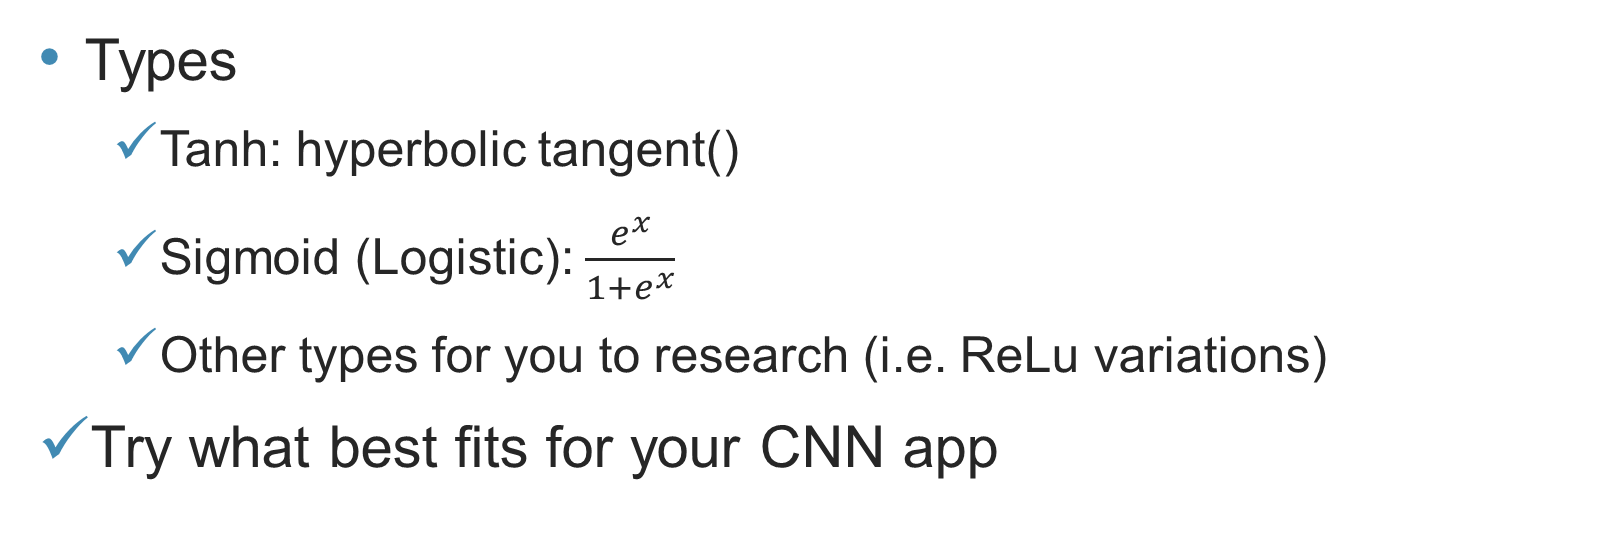 • Types
✓Tanh: hyperbolic tangent()
✓Sigmoid (Logistic): $\frac{e^x}{1+e^x}$
✓Other types for you to research (i.e. ReLu variations)
✓Try what best fits for your CNN app